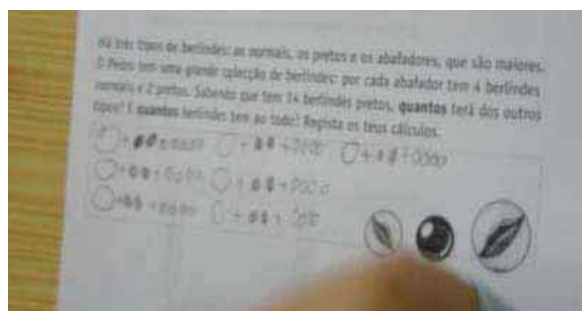 Há três tipos de berlindes: os normais, os pretos e os abafadores, que são maiores.
O Pedro tem uma grande colecção de berlindes: por cada abafador tem 4 berlindes
normais e 2 pretos. Sabendo que tem 14 berlindes pretos, quantos terá dos outros
tipos? E quantos berlindes tem ao todo? Regista os teus cálculos.